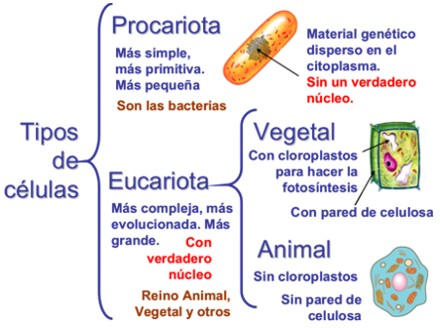 Tipos
de
células
Procariota
Más simple,
más primitiva.
Más pequeña
Son las bacterias
Material genético
disperso en el
citoplasma.
Sin un verdadero
núcleo.
Eucariota
Más compleja, más
evolucionada. Más
grande.
Con
verdadero
núcleo
Reino Animal,
Vegetal y otros
Vegetal
Con cloroplastos
para hacer la
fotosíntesis
Con pared de celulosa
Animal
Sin cloroplastos
Sin pared de
celulosa